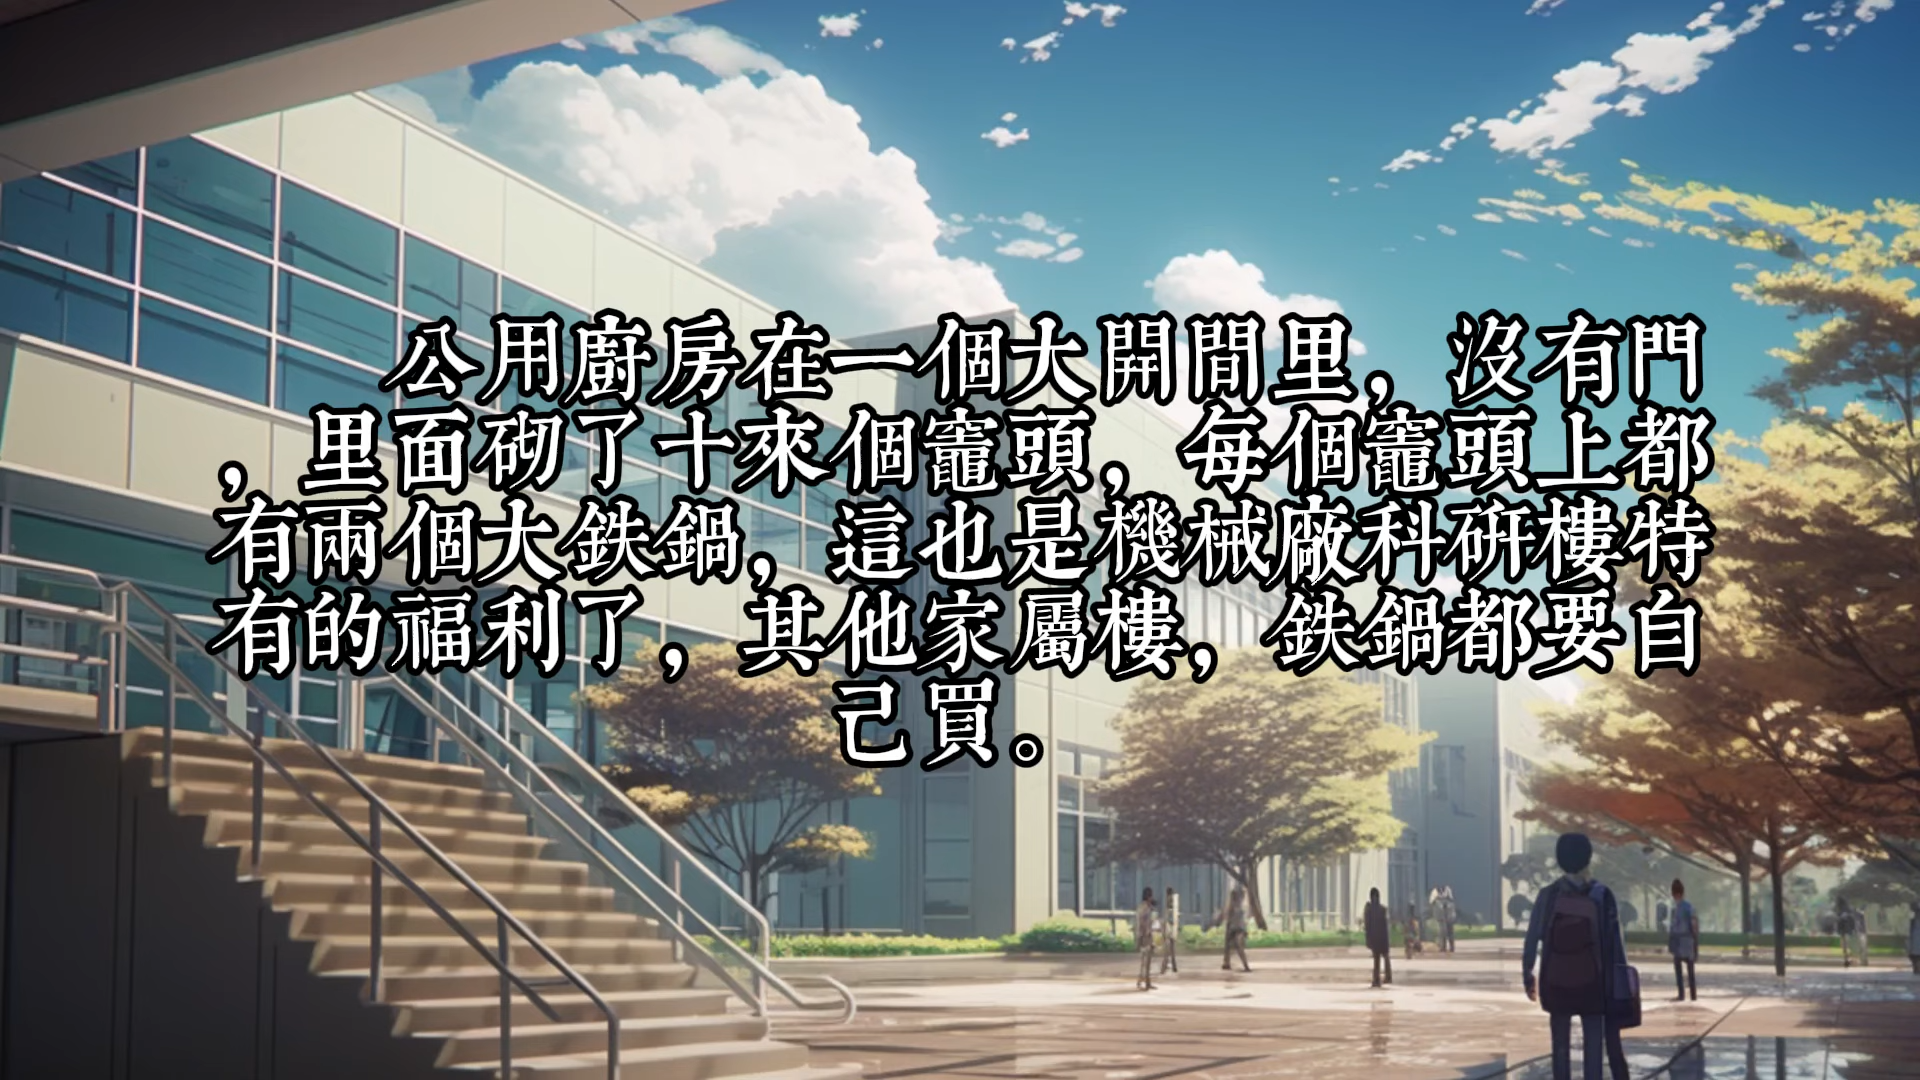 公用廚房在一個大開間里，沒有門
，里面砌了十來個竈頭，每個竈頭上都
有兩個大鉄鍋，這也是機械廠科研樓特
有的福利了，其他家屬樓，鉄鍋都要自
己買。